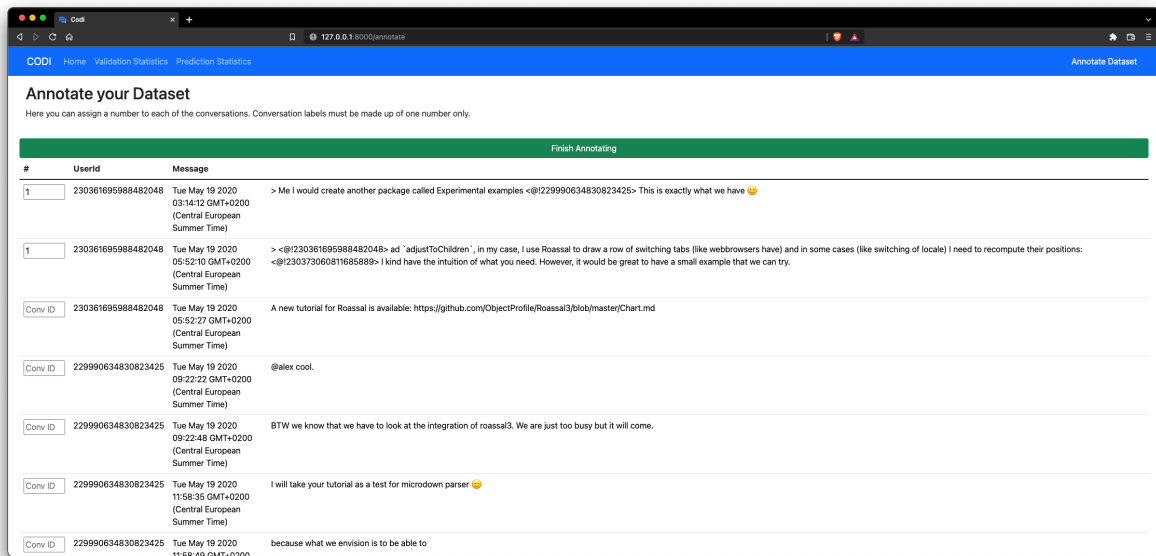 Codi
127.0.0.1:8000/annotate
CODI Home Validation Statistics Prediction Statistics Annotate Dataset
Annotate your Dataset
Here you can assign a number to each of the conversations. Conversation labels must be made up of one number only.
Finish Annotating
# UserId Message
1 230361695988482048 Tue May 19 2020 > Me I would create another package called Experimental examples <@!229990634830823425> This is exactly what we have 🙂
03:14:12 GMT+0200
(Central European
Summer Time)
1 230361695988482048 Tue May 19 2020 > <@!230361695988482048> ad `adjustToChildren`, in my case, I use Roassal to draw a row of switching tabs (like webbrowsers have) and in some cases (like switching of locale) I need to recompute their positions:
05:52:10 GMT+0200 <@!230373060811685889> I kind have the intuition of what you need. However, it would be great to have a small example that we can try.
(Central European
Summer Time)
Conv ID 230361695988482048 Tue May 19 2020 A new tutorial for Roassal is available: https://github.com/ObjectProfile/Roassal3/blob/master/Chart.md
05:52:27 GMT+0200
(Central European
Summer Time)
Conv ID 229990634830823425 Tue May 19 2020 @alex cool.
09:22:22 GMT+0200
(Central European
Summer Time)
Conv ID 229990634830823425 Tue May 19 2020 BTW we know that we have to look at the integration of roassal3. We are just too busy but it will come.
09:22:48 GMT+0200
(Central European
Summer Time)
Conv ID 229990634830823425 Tue May 19 2020 I will take your tutorial as a test for microdown parser 🙂
11:58:35 GMT+0200
(Central European
Summer Time)
Conv ID 229990634830823425 Tue May 19 2020 because what we envision is to be able to
11:58:49 GMT+0200